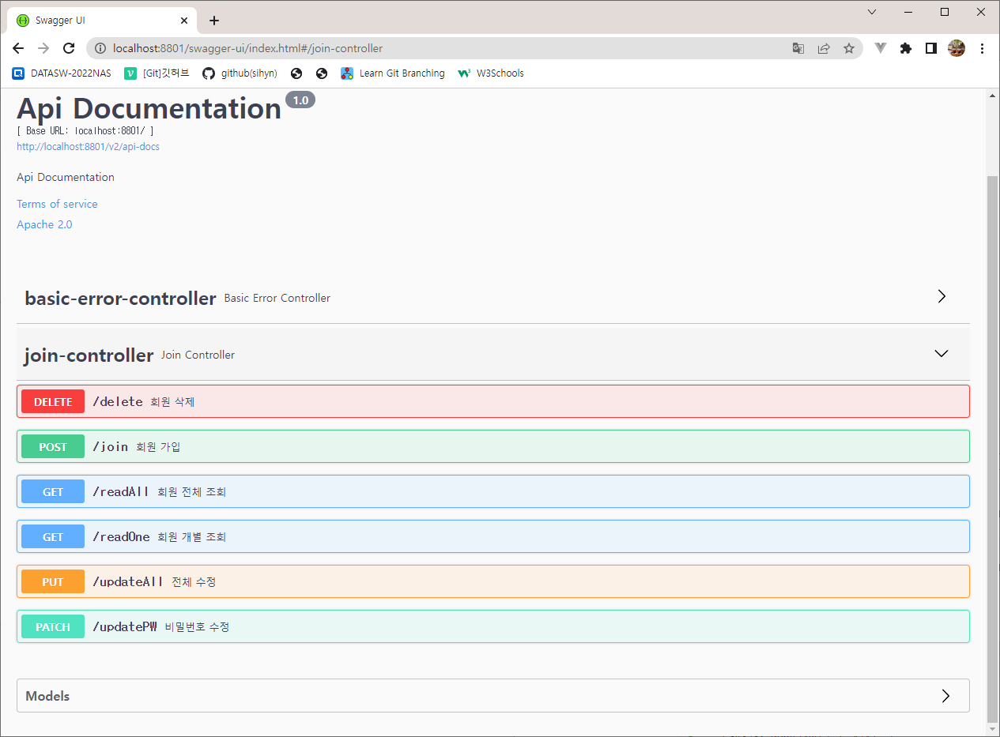 Swagger UI
localhost:8801/swagger-ui/index.html#/join-controller
DATASW-2022NAS [Git]깃허브 github(sihyn) Learn Git Branching W3Schools
Api Documentation 1.0
[ Base URL: localhost:8801/ ]
http://localhost:8801/v2/api-docs
Api Documentation
Terms of service
Apache 2.0
basic-error-controller Basic Error Controller
join-controller Join Controller
DELETE /delete 회원 삭제
POST /join 회원 가입
GET /readAll 회원 전체 조회
GET /readOne 회원 개별 조회
PUT /updateAll 전체 수정
PATCH /updatePW 비밀번호 수정
Models